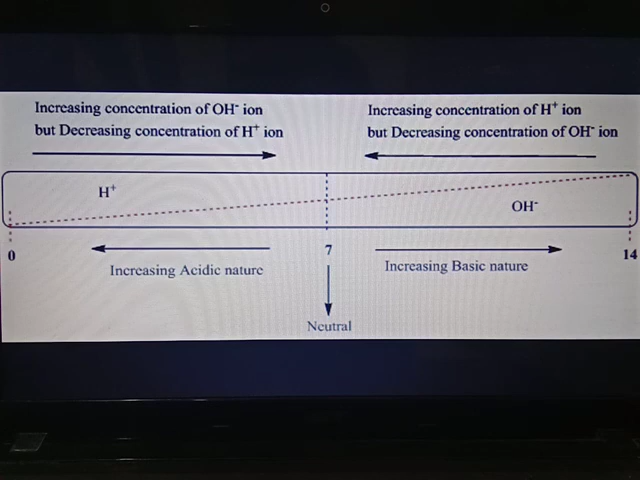 Increasing concentration of OH⁻ ion
but Decreasing concentration of H⁺ ion
Increasing concentration of H⁺ ion
but Decreasing concentration of OH⁻ ion
H⁺
OH⁻
0
7
14
Increasing Acidic nature
Increasing Basic nature
Neutral